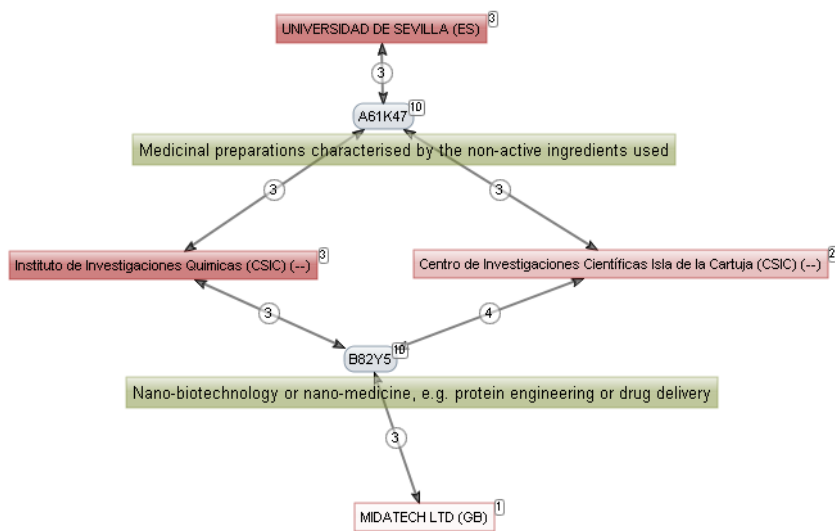 UNIVERSIDAD DE SEVILLA (ES) 3
3
A61K47 10
Medicinal preparations characterised by the non-active ingredients used
3 3
Instituto de Investigaciones Quimicas (CSIC) (--) 3
Centro de Investigaciones Científicas Isla de la Cartuja (CSIC) (--) 2
3 4
B82Y5 10
Nano-biotechnology or nano-medicine, e.g. protein engineering or drug delivery
3
MIDATECH LTD (GB) 1